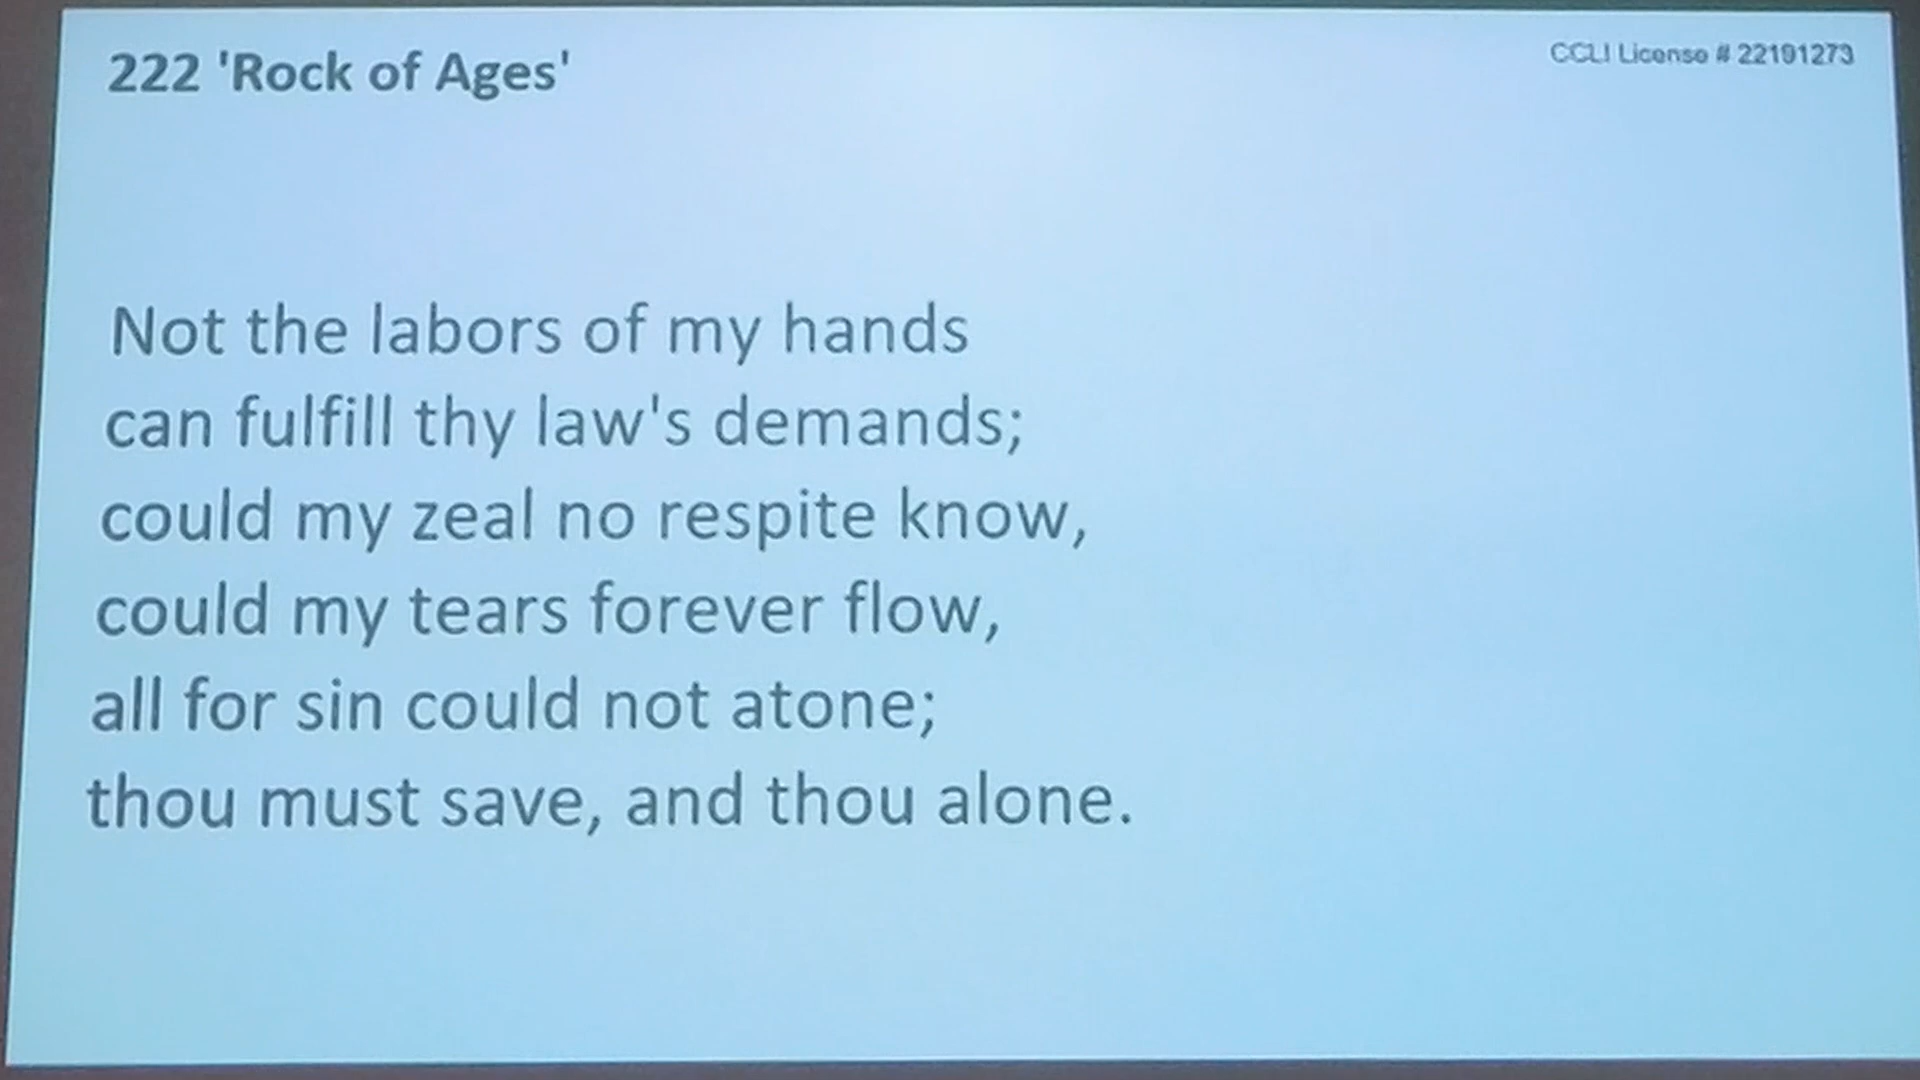 222 'Rock of Ages'
CCLI License # 22191273
Not the labors of my hands
can fulfill thy law's demands;
could my zeal no respite know,
could my tears forever flow,
all for sin could not atone;
thou must save, and thou alone.